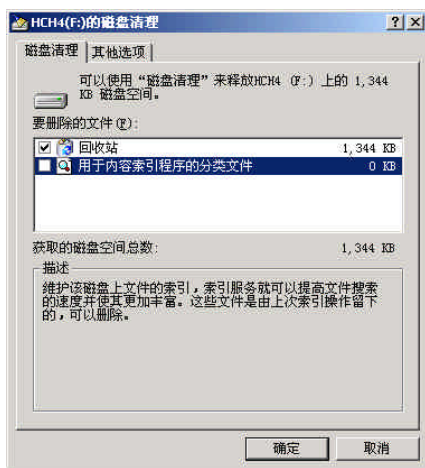 HCH4(F:)的磁盘清理
磁盘清理 其他选项
可以使用“磁盘清理”来释放HCH4 (F:) 上的 1,344
KB 磁盘空间。
要删除的文件(F):
回收站 1,344 KB
用于内容索引程序的分类文件 0 KB
获取的磁盘空间总数: 1,344 KB
描述
维护该磁盘上文件的索引，索引服务就可以提高文件搜索
的速度并使其更加丰富。这些文件是由上次索引操作留下
的，可以删除。
确定 取消